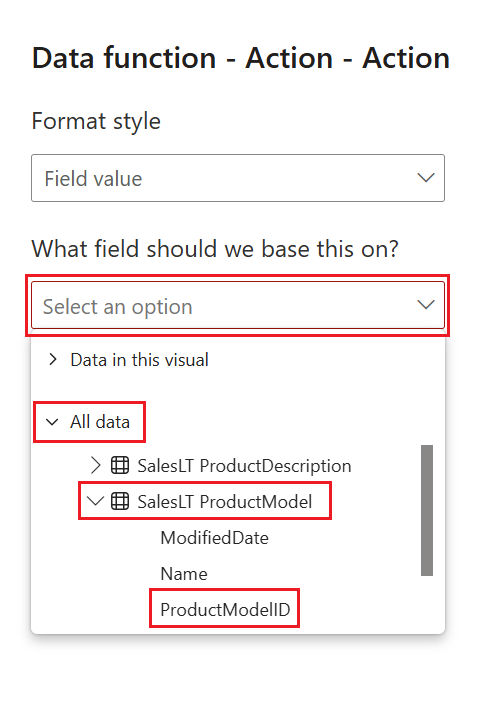 Data function - Action - Action
Format style
Field value
What field should we base this on?
Select an option
Data in this visual
All data
SalesLT ProductDescription
SalesLT ProductModel
ModifiedDate
Name
ProductModelID